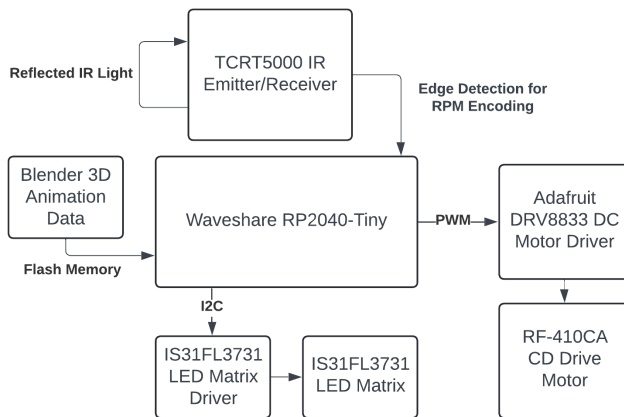 TCRT5000 IR
Emitter/Receiver
Reflected IR Light
Edge Detection for
RPM Encoding
Blender 3D
Animation
Data
Waveshare RP2040-Tiny
PWM
Adafruit
DRV8833 DC
Motor Driver
Flash Memory
I2C
IS31FL3731
LED Matrix
Driver
IS31FL3731
LED Matrix
RF-410CA
CD Drive
Motor